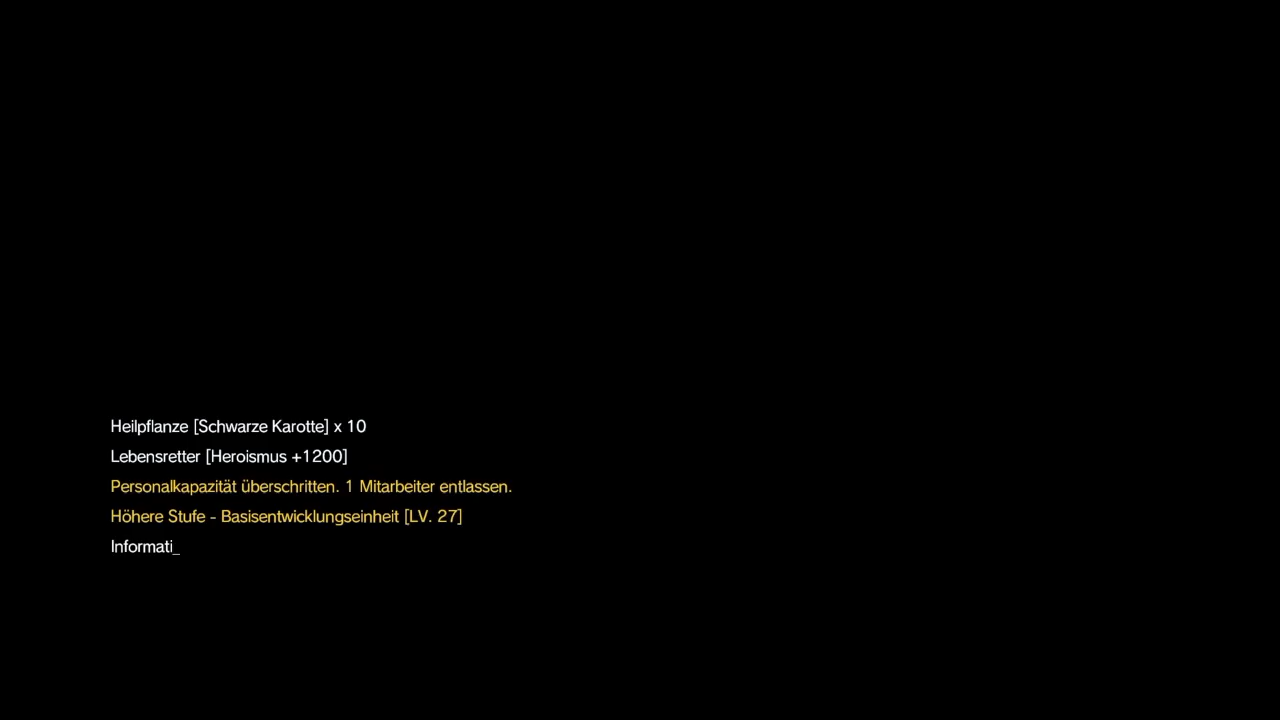 Heilpflanze [Schwarze Karotte] x 10
Lebensretter [Heroismus +1200]
Personalkapazität überschritten. 1 Mitarbeiter entlassen.
Höhere Stufe - Basisentwicklungseinheit [LV. 27]
Informati_